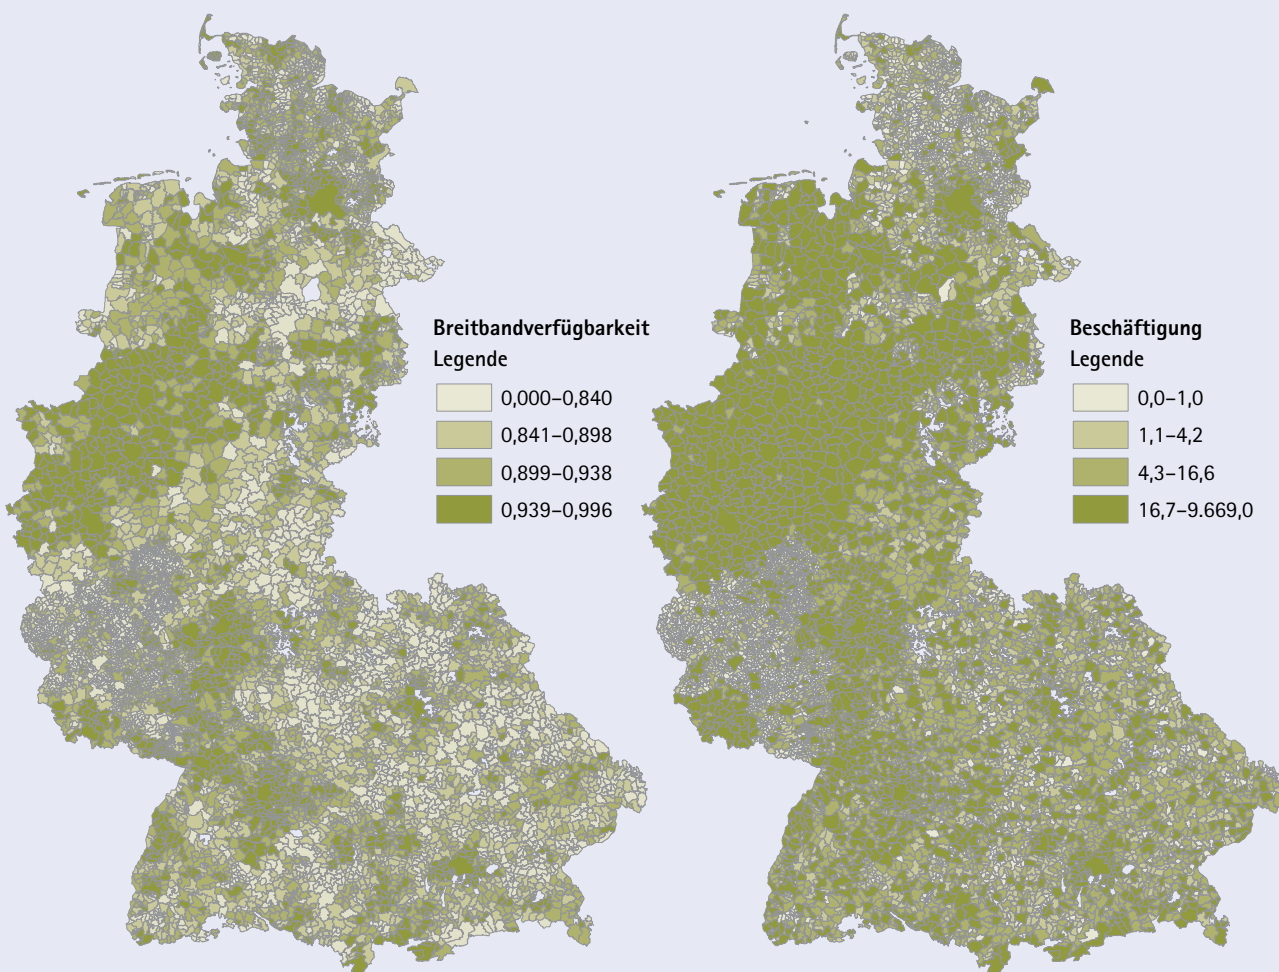 Breitbandverfügbarkeit
Legende
0,000–0,840
0,841–0,898
0,899–0,938
0,939–0,996
Beschäftigung
Legende
0,0–1,0
1,1–4,2
4,3–16,6
16,7–9.669,0